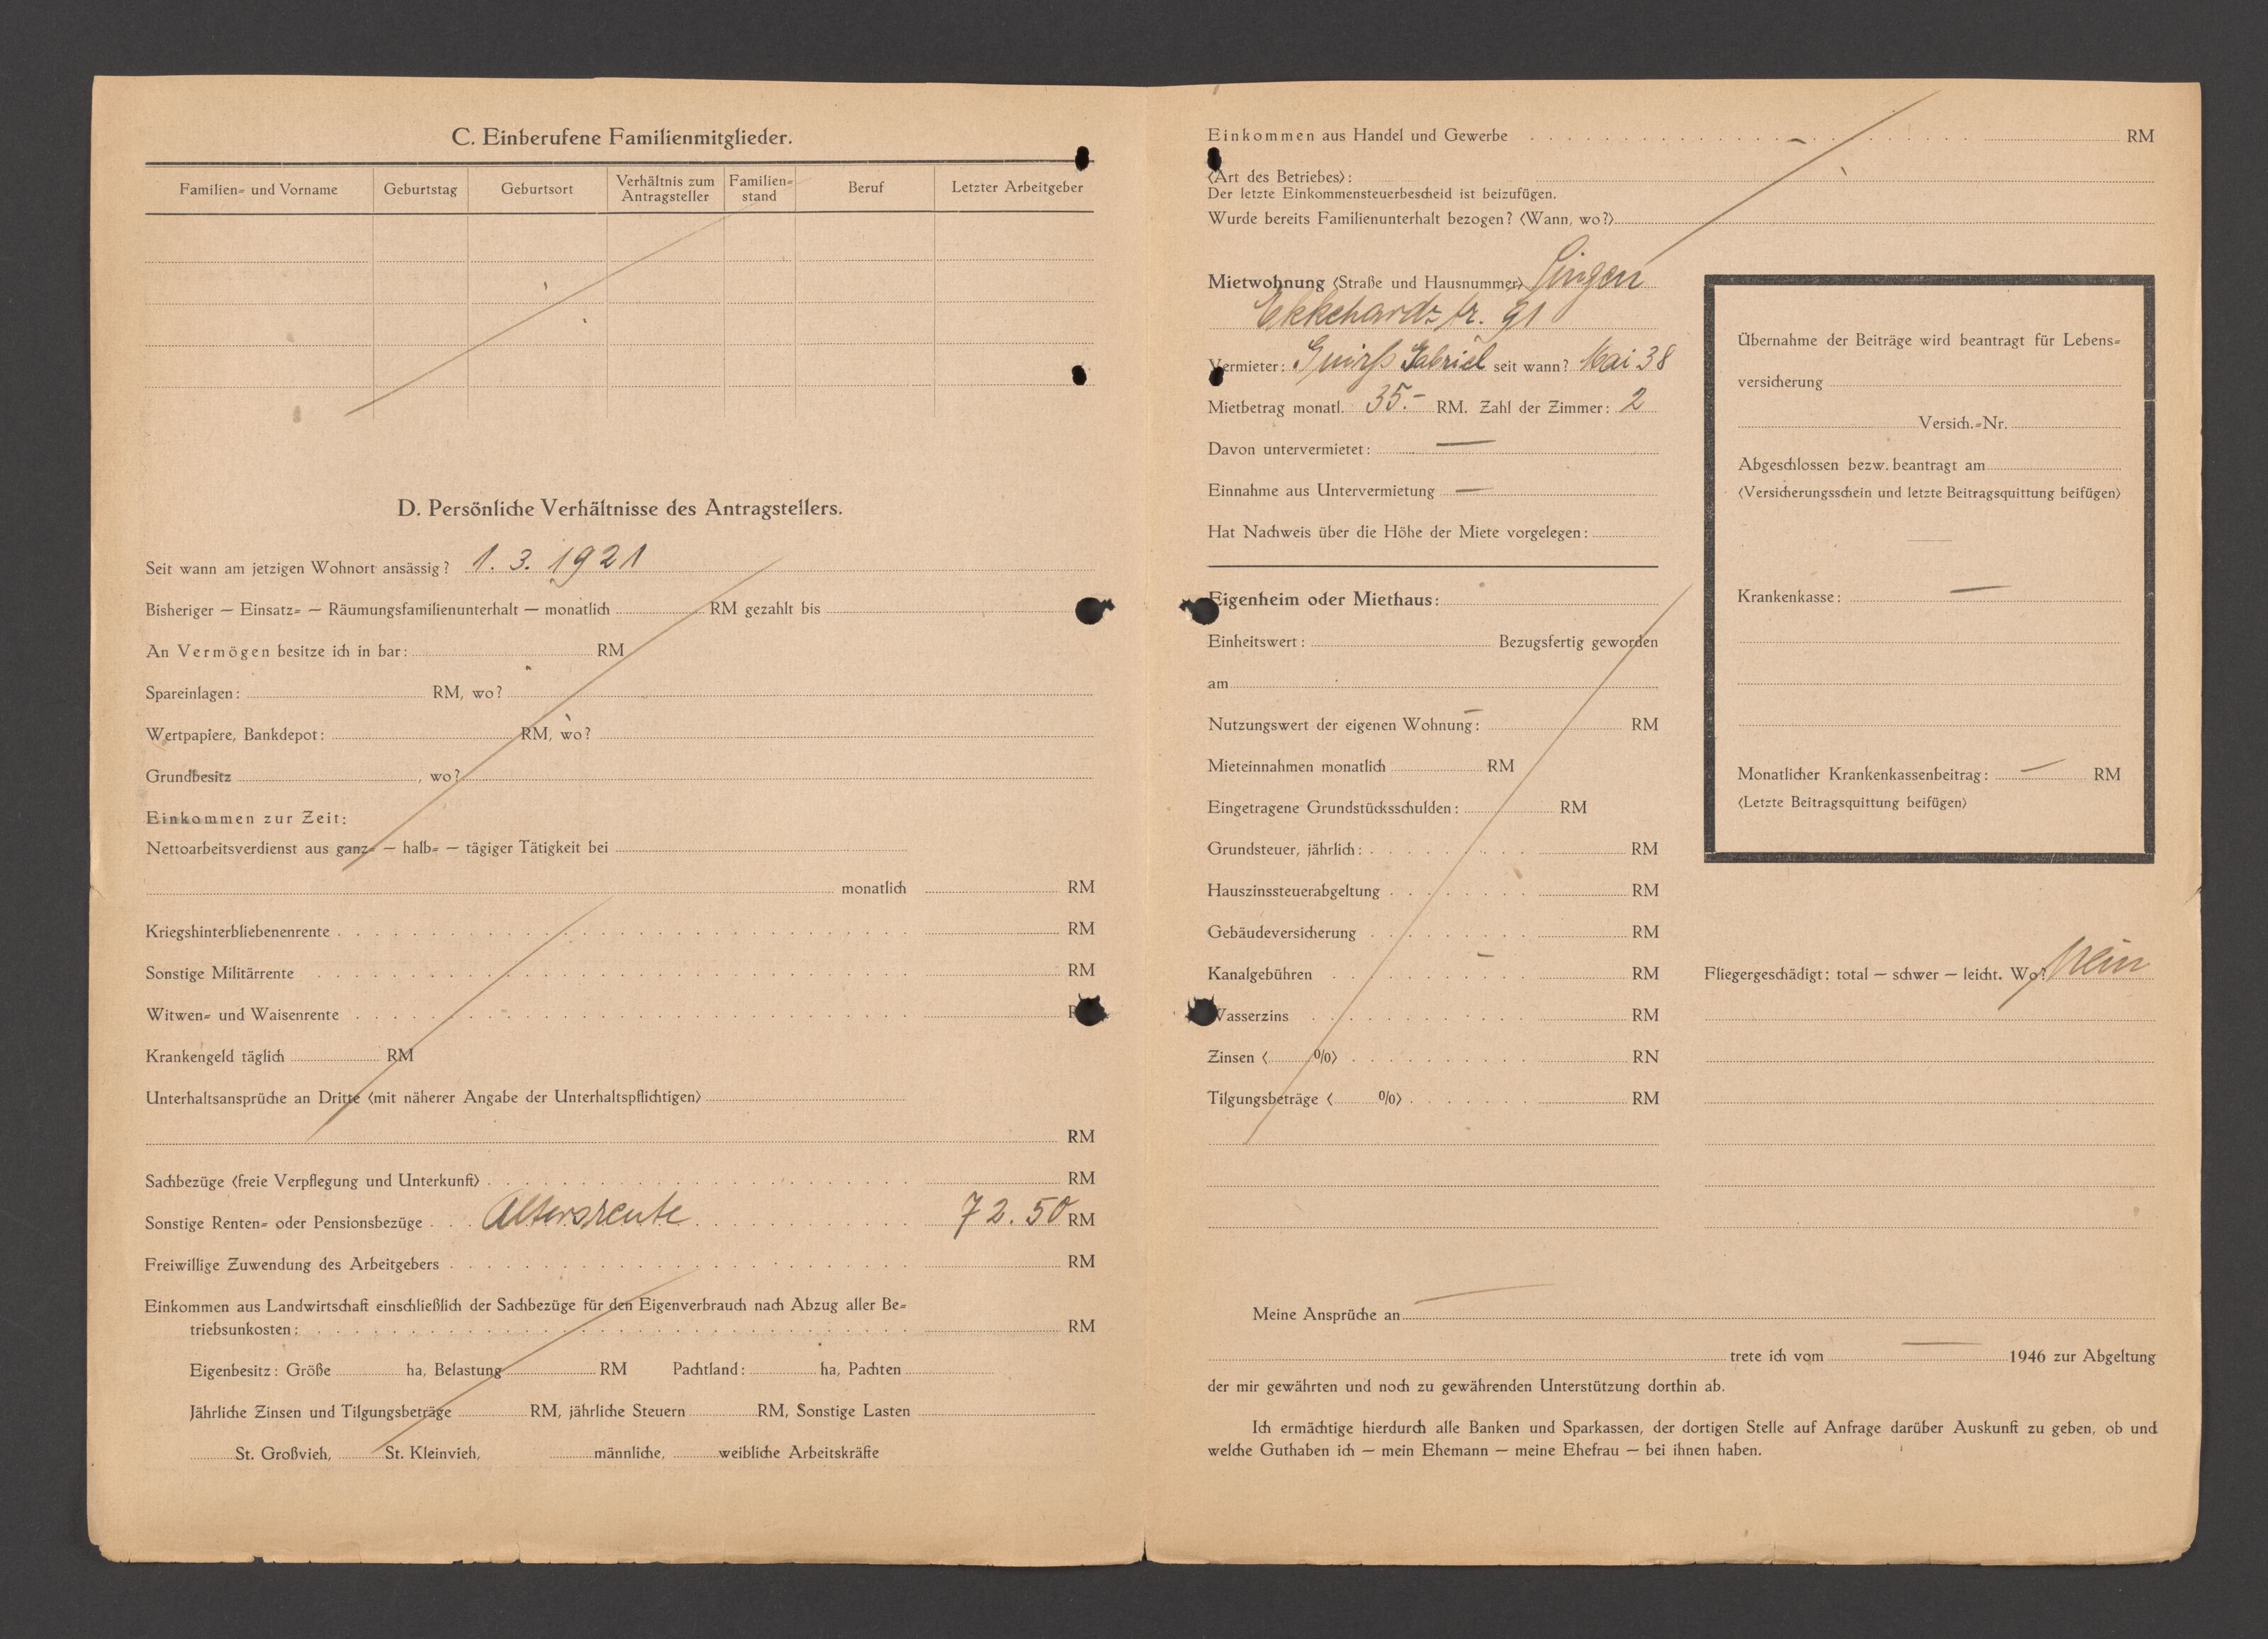 C. Einberufene Familienmitglieder.
Familien= und Vorname Geburtstag Geburtsort Verhältnis zum Antragsteller Familien= stand Beruf Letzter Arbeitgeber
D. Persönliche Verhältnisse des Antragstellers.
Seit wann am jetzigen Wohnort ansässig? 1. 3. 1921
Bisheriger — Einsatz= — Räumungsfamilienunterhalt — monatlich RM gezahlt bis
An Vermögen besitze ich in bar: RM
Spareinlagen: RM, wo?
Wertpapiere, Bankdepot: RM, wo?
Grundbesitz , wo?
Einkommen zur Zeit:
Nettoarbeitsverdienst aus ganz= — halb= — tägiger Tätigkeit bei
monatlich RM
Kriegshinterbliebenenrente RM
Sonstige Militärrente RM
Witwen= und Waisenrente
Krankengeld täglich RM
Unterhaltsansprüche an Dritte (mit näherer Angabe der Unterhaltspflichtigen)
RM
Sachbezüge (freie Verpflegung und Unterkunft) RM
Sonstige Renten= oder Pensionsbezüge Altersrente 72.50 RM
Freiwillige Zuwendung des Arbeitgebers RM
Einkommen aus Landwirtschaft einschließlich der Sachbezüge für den Eigenverbrauch nach Abzug aller Be=
triebsunkosten: RM
Eigenbesitz: Größe ha, Belastung RM Pachtland: ha, Pachten
Jährliche Zinsen und Tilgungsbeträge RM, jährliche Steuern RM, Sonstige Lasten
St. Großvieh, St. Kleinvieh, männliche, weibliche Arbeitskräfte
Einkommen aus Handel und Gewerbe — RM
(Art des Betriebes):
Der letzte Einkommensteuerbescheid ist beizufügen.
Wurde bereits Familienunterhalt bezogen? (Wann, wo?)
Mietwohnung (Straße und Hausnummer) Singen
Ekkehardstr. 91
Vermieter: Gabriel seit wann? Mai 38
Mietbetrag monatl. 35.- RM. Zahl der Zimmer: 2
Davon untervermietet: —
Einnahme aus Untervermietung —
Hat Nachweis über die Höhe der Miete vorgelegen:
Eigenheim oder Miethaus:
Einheitswert: Bezugsfertig geworden
am
Nutzungswert der eigenen Wohnung: — RM
Mieteinnahmen monatlich RM
Eingetragene Grundstücksschulden: RM
Grundsteuer, jährlich: RM
Hauszinssteuerabgeltung RM
Gebäudeversicherung RM
Kanalgebühren — RM
Wasserzins RM
Zinsen ( %) RN
Tilgungsbeträge ( %) RM
Übernahme der Beiträge wird beantragt für Lebens=
versicherung
Versich.=Nr.
Abgeschlossen bezw. beantragt am
(Versicherungsschein und letzte Beitragsquittung beifügen)
Krankenkasse: —
Monatlicher Krankenkassenbeitrag: — RM
(Letzte Beitragsquittung beifügen)
Fliegergeschädigt: total — schwer — leicht. Wo? Nein
Meine Ansprüche an —
trete ich vom — 1946 zur Abgeltung
der mir gewährten und noch zu gewährenden Unterstützung dorthin ab.
Ich ermächtige hierdurch alle Banken und Sparkassen, der dortigen Stelle auf Anfrage darüber Auskunft zu geben, ob und
welche Guthaben ich — mein Ehemann — meine Ehefrau — bei ihnen haben.